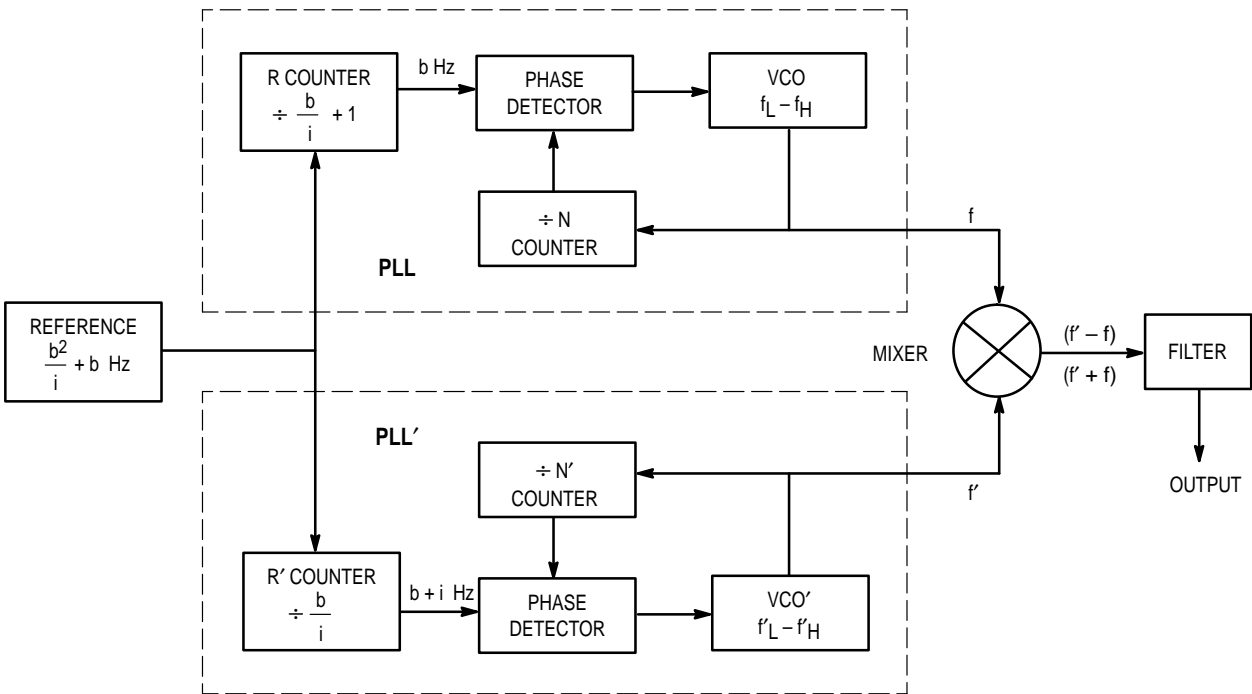 R COUNTER
÷ b/i + 1
b Hz
PHASE
DETECTOR
VCO
fL – fH
÷ N
COUNTER
PLL
f
REFERENCE
b²/i + b Hz
MIXER
(f′ – f)
(f′ + f)
FILTER
OUTPUT
PLL′
÷ N′
COUNTER
f′
R′ COUNTER
÷ b/i
b + i Hz
PHASE
DETECTOR
VCO′
f′L – f′H